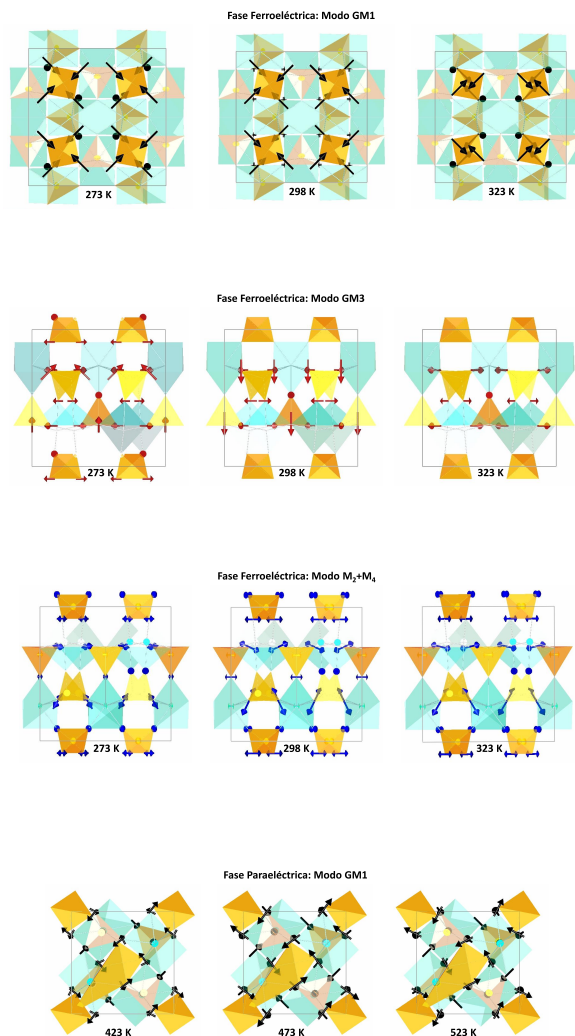 Fase Ferroeléctrica: Modo GM1
273 K
298 K
323 K
Fase Ferroeléctrica: Modo GM3
273 K
298 K
323 K
Fase Ferroeléctrica: Modo M₂+M₄
273 K
298 K
323 K
Fase Paraeléctrica: Modo GM1
423 K
473 K
523 K